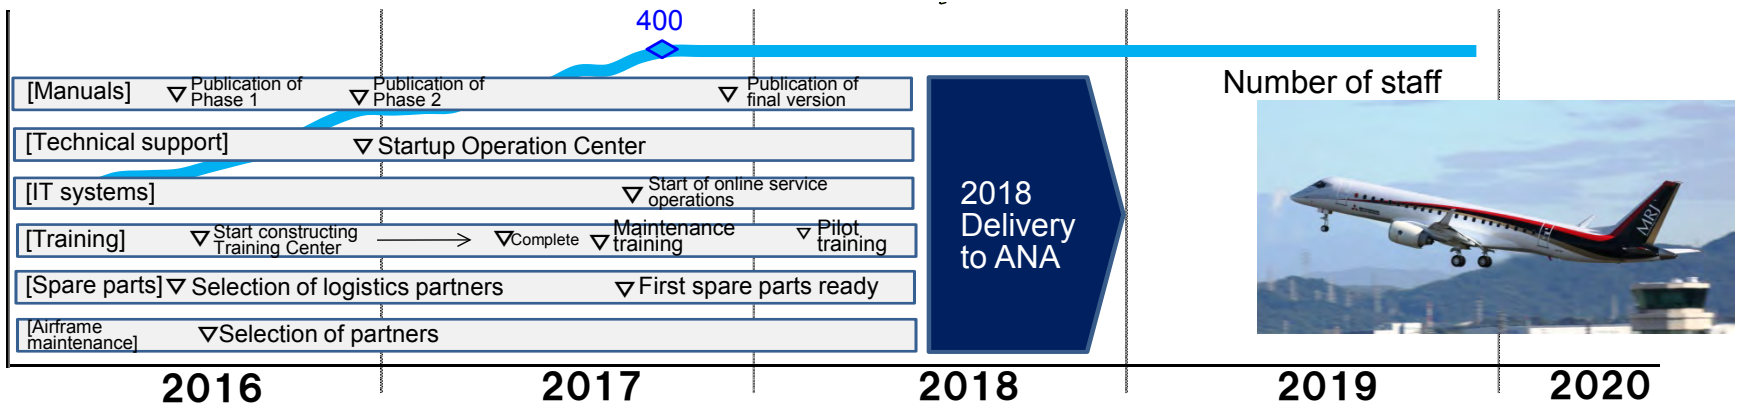 400
[Manuals]
Publication of
Phase 1
Publication of
Phase 2
Publication of
final version
Number of staff
[Technical support]
Startup Operation Center
[IT systems]
Start of online service
operations
[Training]
Start constructing
Training Center
Complete
Maintenance
training
Pilot
training
[Spare parts]
Selection of logistics partners
First spare parts ready
[Airframe
maintenance]
Selection of partners
2018
Delivery
to ANA
MRJ
2016
2017
2018
2019
2020